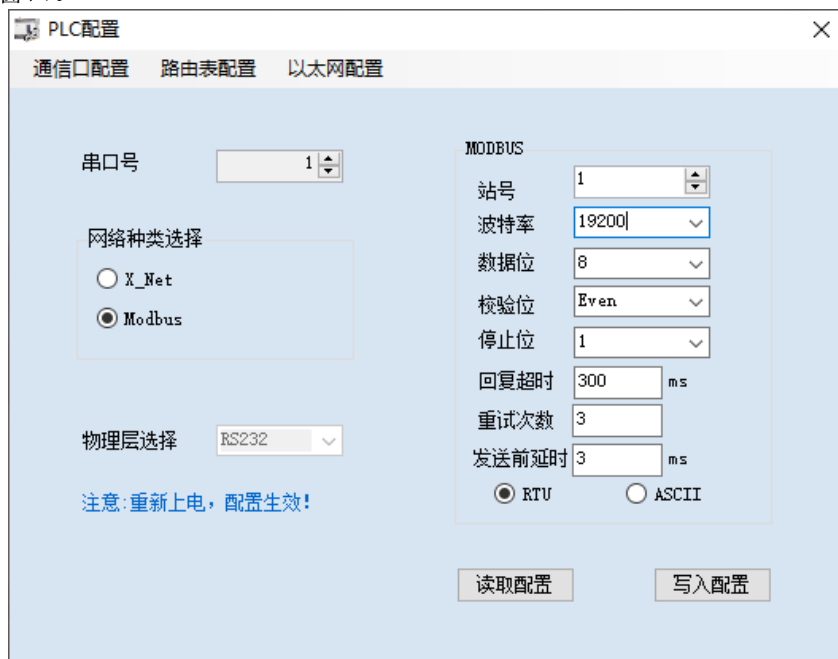 PLC配置
通信口配置 路由表配置 以太网配置
串口号 1
网络种类选择
X_Net
Modbus
物理层选择 RS232
注意:重新上电，配置生效!
MODBUS
站号 1
波特率 19200
数据位 8
校验位 Even
停止位 1
回复超时 300 ms
重试次数 3
发送前延时 3 ms
RTU ASCII
读取配置 写入配置